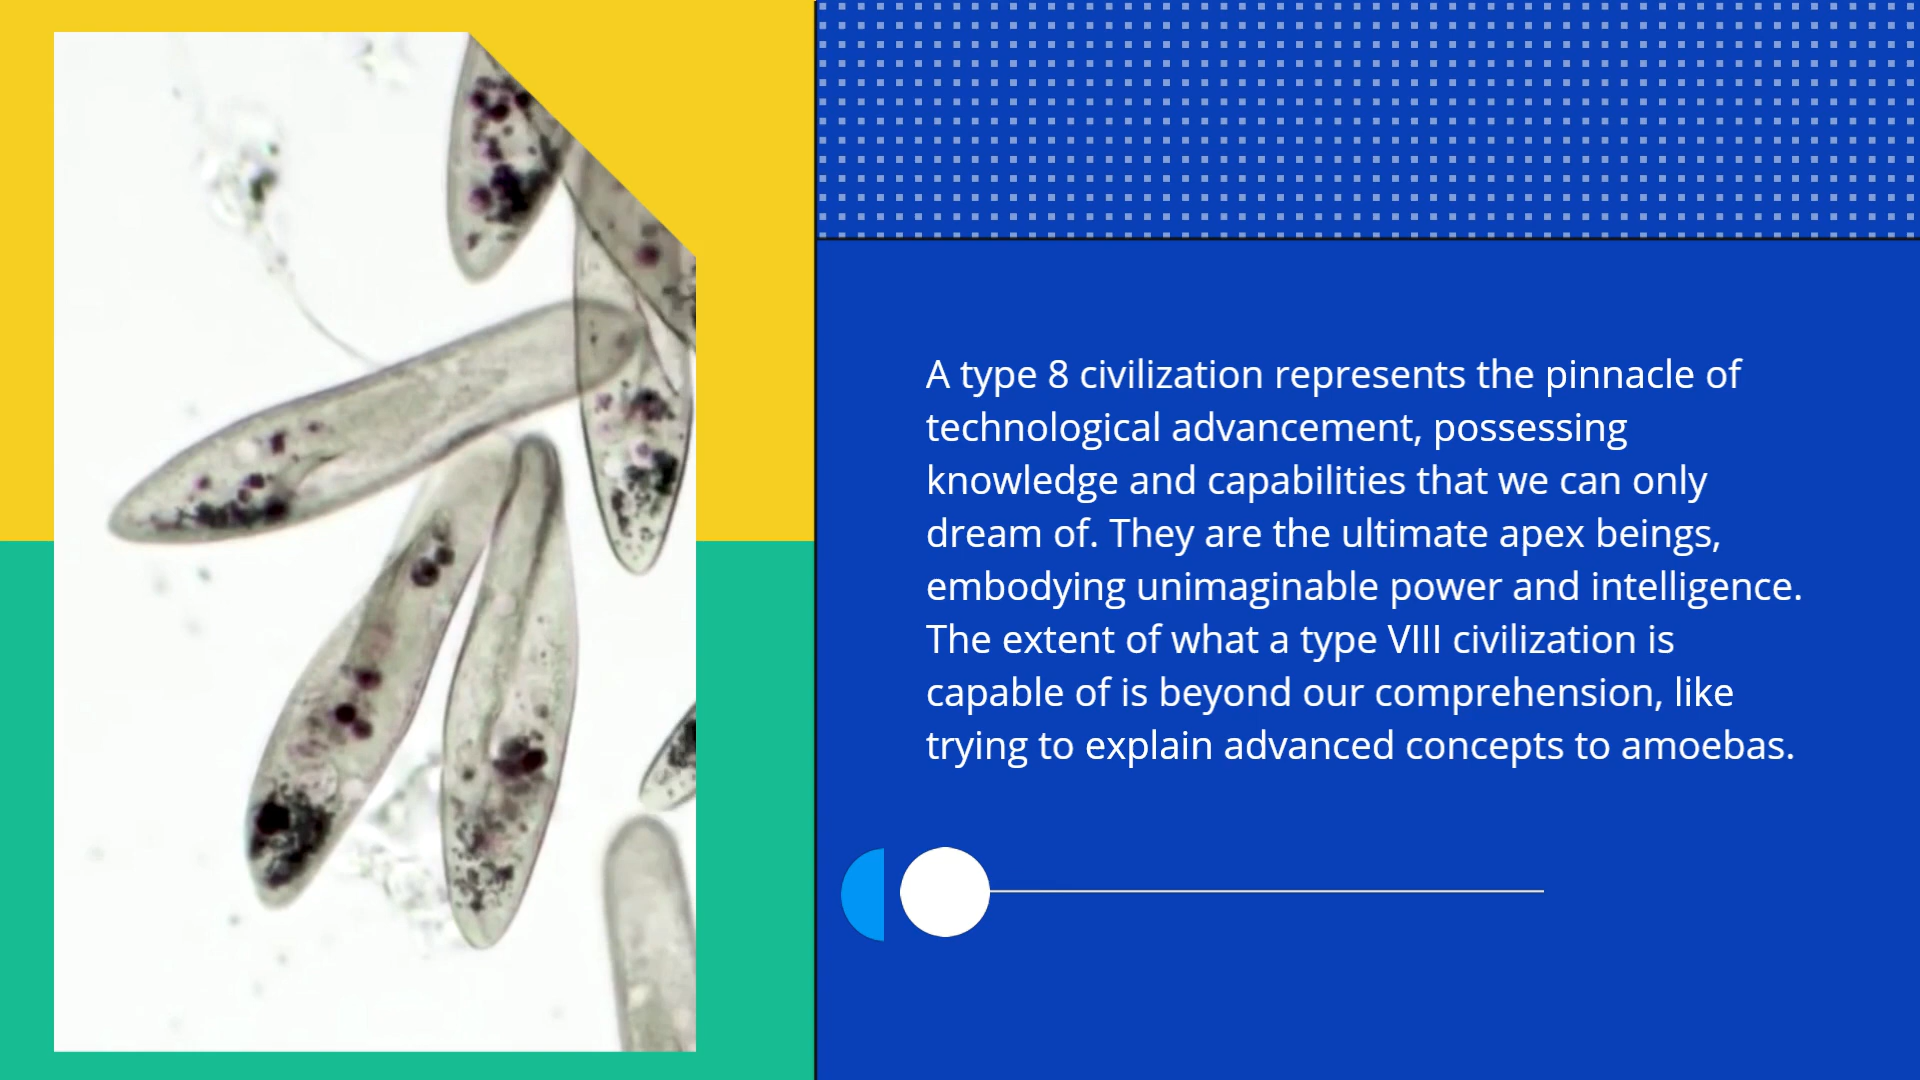 A type 8 civilization represents the pinnacle of
technological advancement, possessing
knowledge and capabilities that we can only
dream of. They are the ultimate apex beings,
embodying unimaginable power and intelligence.
The extent of what a type VIII civilization is
capable of is beyond our comprehension, like
trying to explain advanced concepts to amoebas.